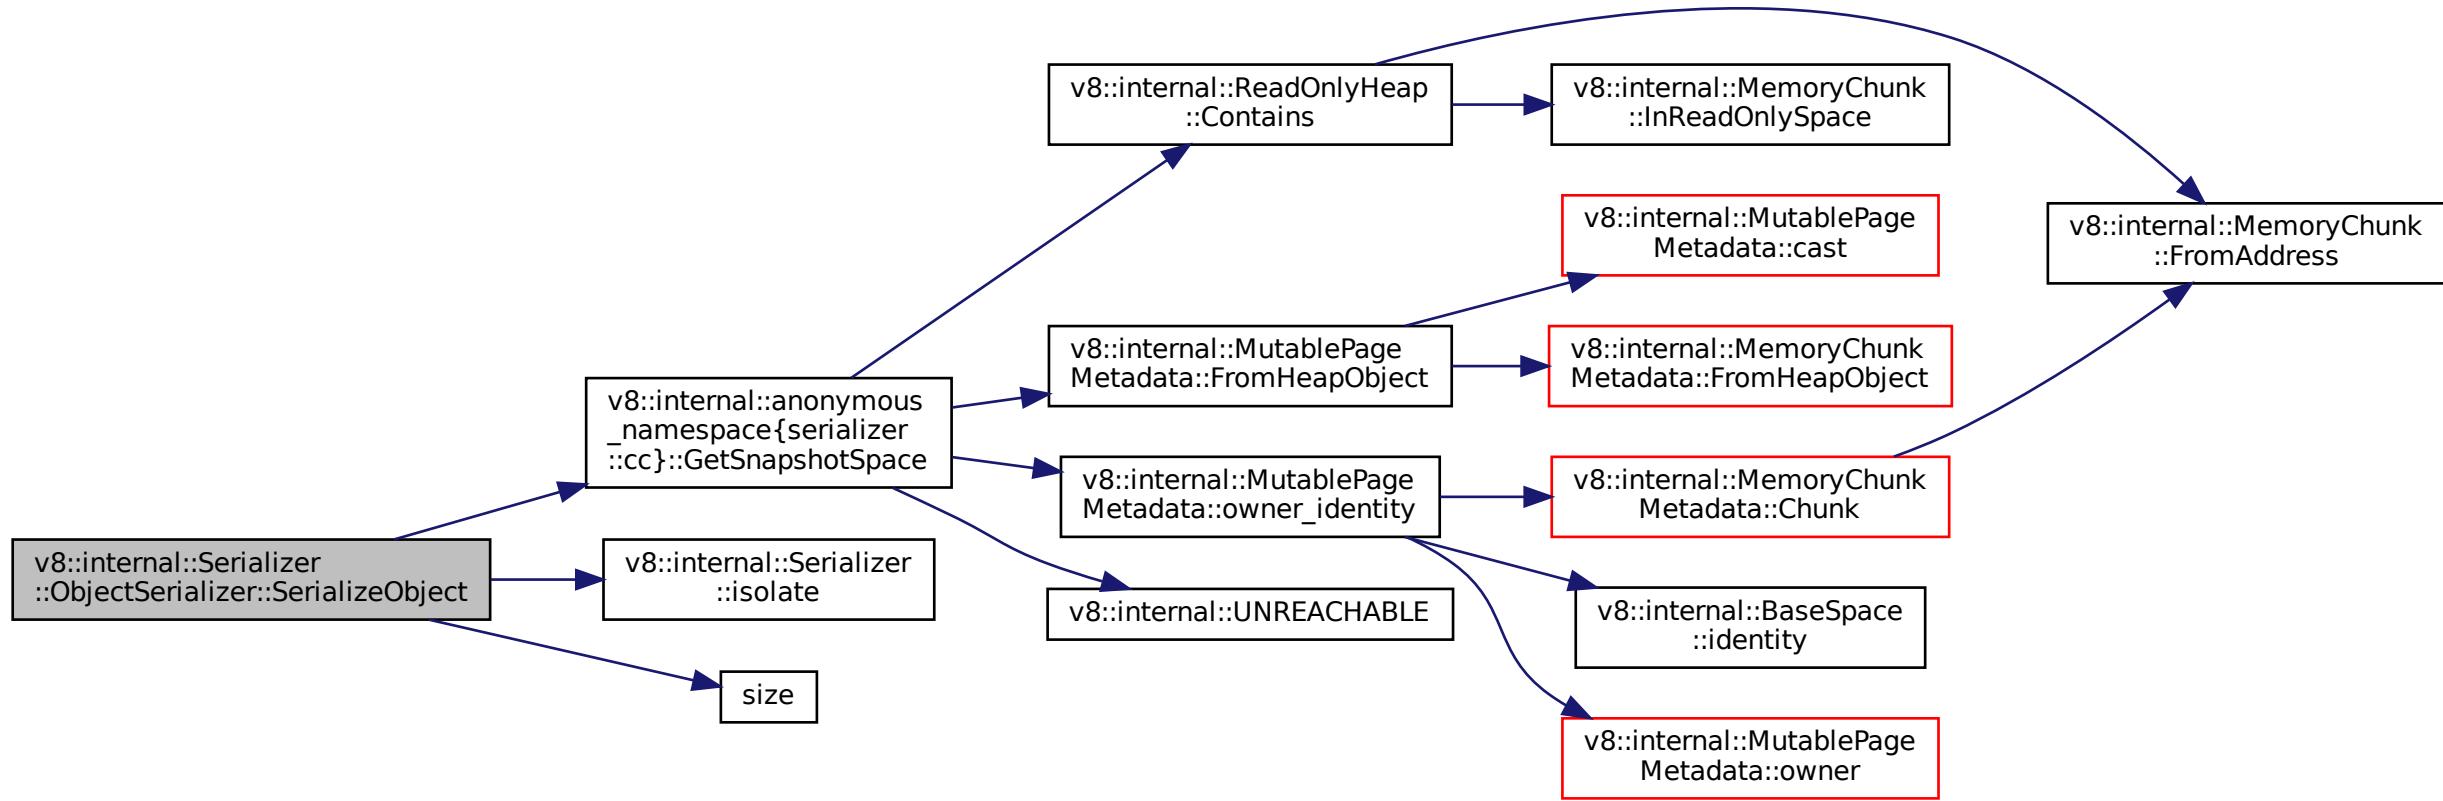 v8::internal::Serializer
::ObjectSerializer::SerializeObject
v8::internal::anonymous
_namespace{serializer
::cc}::GetSnapshotSpace
v8::internal::Serializer
::isolate
size
v8::internal::ReadOnlyHeap
::Contains
v8::internal::MutablePage
Metadata::FromHeapObject
v8::internal::MutablePage
Metadata::owner_identity
v8::internal::UNREACHABLE
v8::internal::MemoryChunk
::InReadOnlySpace
v8::internal::MutablePage
Metadata::cast
v8::internal::MemoryChunk
Metadata::FromHeapObject
v8::internal::MemoryChunk
Metadata::Chunk
v8::internal::BaseSpace
::identity
v8::internal::MutablePage
Metadata::owner
v8::internal::MemoryChunk
::FromAddress